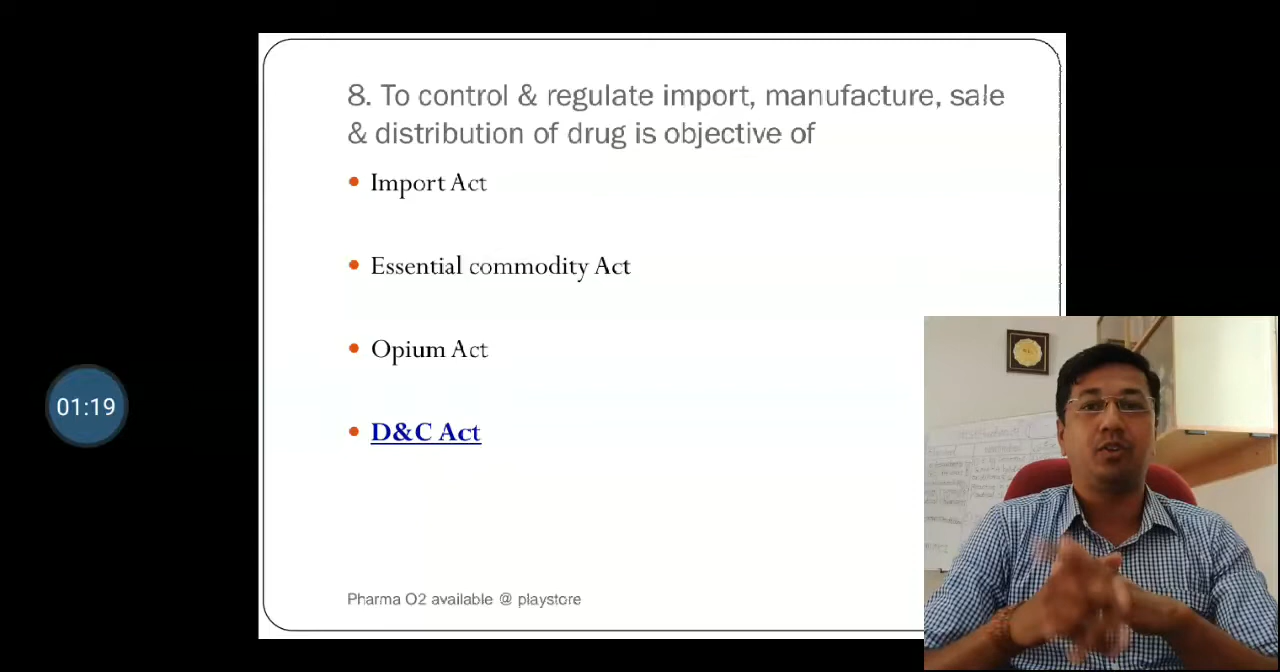 8. To control & regulate import, manufacture, sale
& distribution of drug is objective of
• Import Act
• Essential commodity Act
• Opium Act
• D&C Act
01:19
Pharma O2 available @ playstore